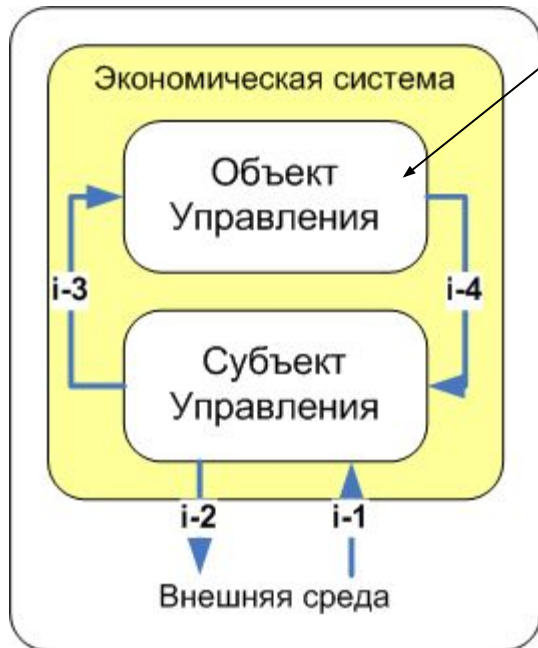 Экономическая система
Объект
Управления
i-3
i-4
Субъект
Управления
i-2
i-1
Внешняя среда